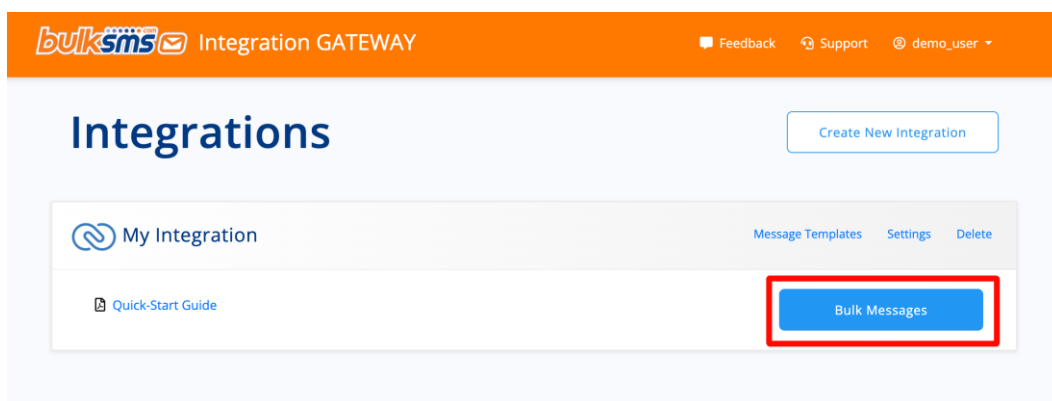 bulksms.com Integration GATEWAY
Feedback Support demo_user
Integrations
Create New Integration
My Integration
Message Templates Settings Delete
Quick-Start Guide
Bulk Messages